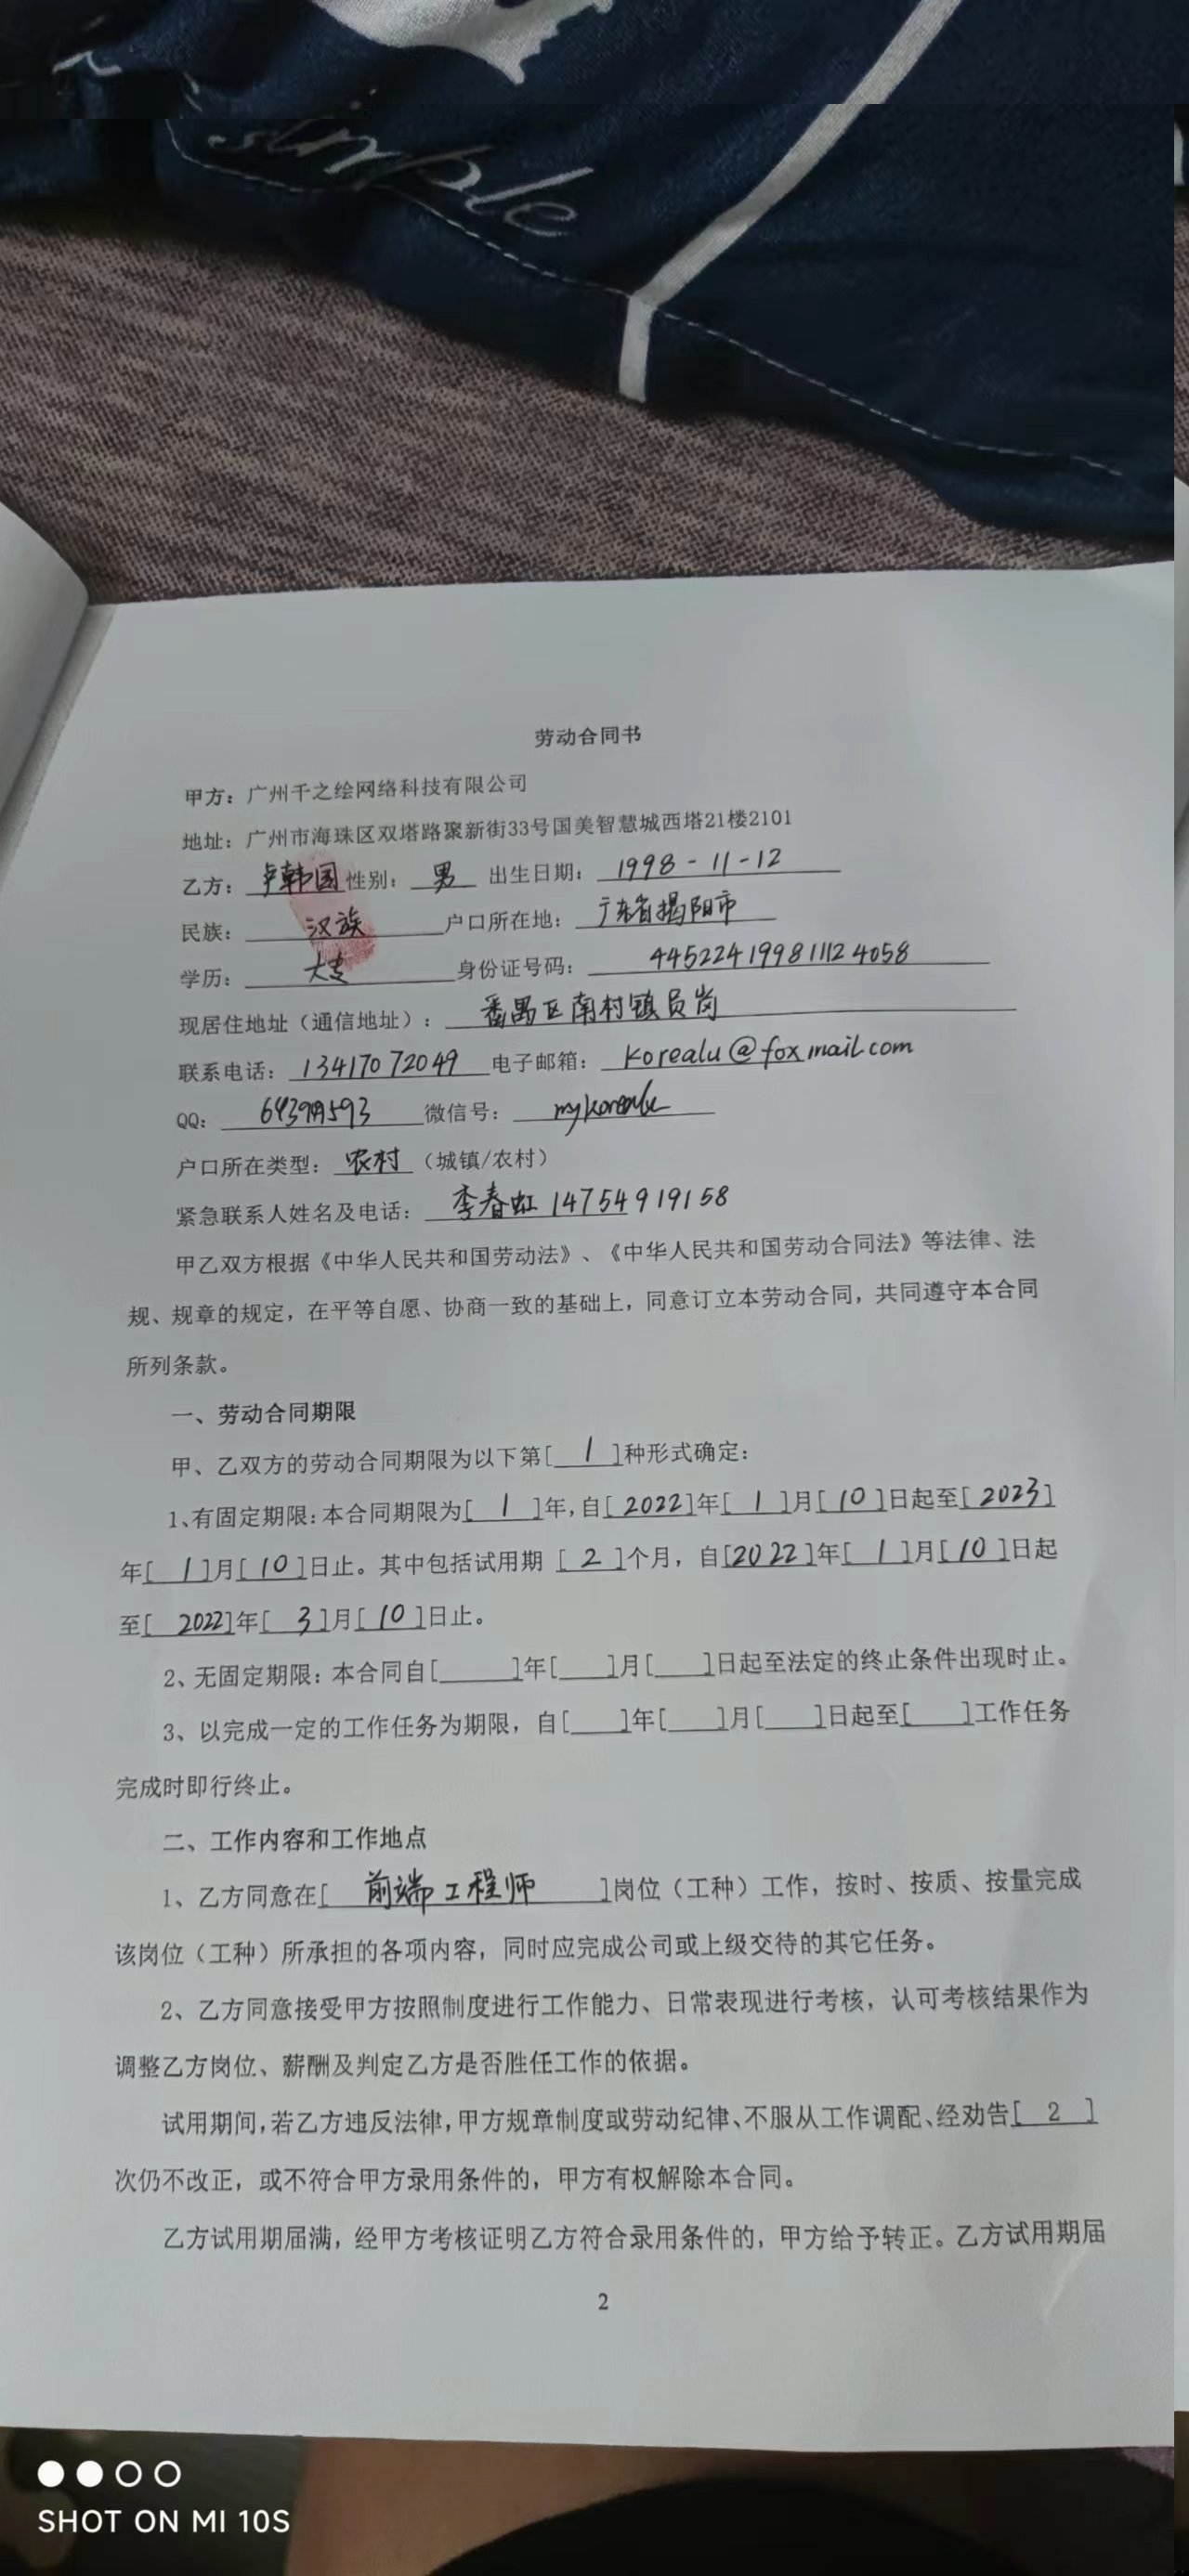 simple
劳动合同书
甲方：广州千之绘网络科技有限公司
地址：广州市海珠区双塔路聚新街33号国美智慧城西塔21楼2101
乙方：卢韩国 性别：男 出生日期：1998-11-12
民族：汉族 户口所在地：广东省揭阳市
学历：大专 身份证号码：445224199811124058
现居住地址（通信地址）：番禺区南村镇员岗
联系电话：13417072049 电子邮箱：korealu@foxmail.com
QQ： 微信号：mykorealu
户口所在类型：农村（城镇/农村）
紧急联系人姓名及电话：李春虹 14754919158
甲乙双方根据《中华人民共和国劳动法》、《中华人民共和国劳动合同法》等法律、法
规、规章的规定，在平等自愿、协商一致的基础上，同意订立本劳动合同，共同遵守本合同
所列条款。
一、劳动合同期限
甲、乙双方的劳动合同期限为以下第[ 1 ]种形式确定：
1、有固定期限：本合同期限为[ 1 ]年，自[ 2022]年[ 1 ]月[ 10 ]日起至[ 2023]
年[ 1 ]月[ 10 ]日止。其中包括试用期 [ 2 ]个月，自[2022]年[ 1 ]月[ 10 ]日起
至[ 2022]年[ 3 ]月[ 10 ]日止。
2、无固定期限：本合同自[______]年[____]月[____]日起至法定的终止条件出现时止。
3、以完成一定的工作任务为期限，自[____]年[____]月[____]日起至[____]工作任务
完成时即行终止。
二、工作内容和工作地点
1、乙方同意在[ 前端工程师 ]岗位（工种）工作，按时、按质、按量完成
该岗位（工种）所承担的各项内容，同时应完成公司或上级交待的其它任务。
2、乙方同意接受甲方按照制度进行工作能力、日常表现进行考核，认可考核结果作为
调整乙方岗位、薪酬及判定乙方是否胜任工作的依据。
试用期间，若乙方违反法律，甲方规章制度或劳动纪律、不服从工作调配、经劝告[ 2 ]
次仍不改正，或不符合甲方录用条件的，甲方有权解除本合同。
乙方试用期届满，经甲方考核证明乙方符合录用条件的，甲方给予转正。乙方试用期届
2
SHOT ON MI 10S